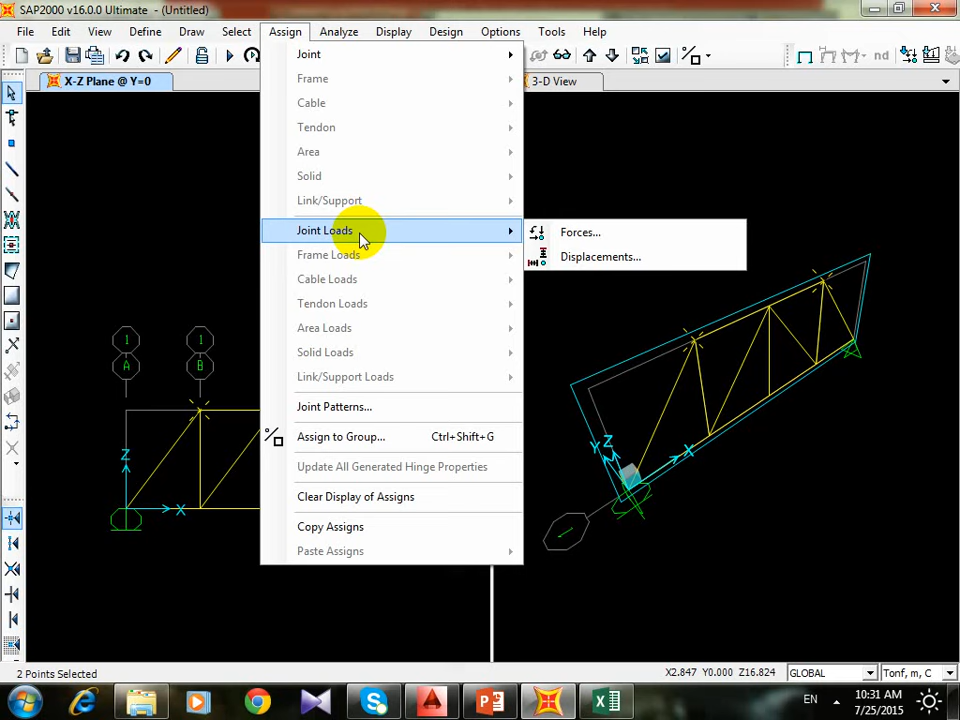 SAP2000 v16.0.0 Ultimate - (Untitled)
File Edit View Define Draw Select Assign Analyze Display Design Options Tools Help
X-Z Plane @ Y=0
3-D View
Joint
Frame
Cable
Tendon
Area
Solid
Link/Support
Joint Loads
Forces...
Frame Loads
Displacements...
Cable Loads
Tendon Loads
Area Loads
Solid Loads
Link/Support Loads
Joint Patterns...
Assign to Group... Ctrl+Shift+G
Update All Generated Hinge Properties
Clear Display of Assigns
Copy Assigns
Paste Assigns
1 1
A B
Z
X
Y Z X
1
2 Points Selected
X2.847 Y0.000 Z16.824
GLOBAL
Tonf, m, C
EN
10:31 AM
7/25/2015